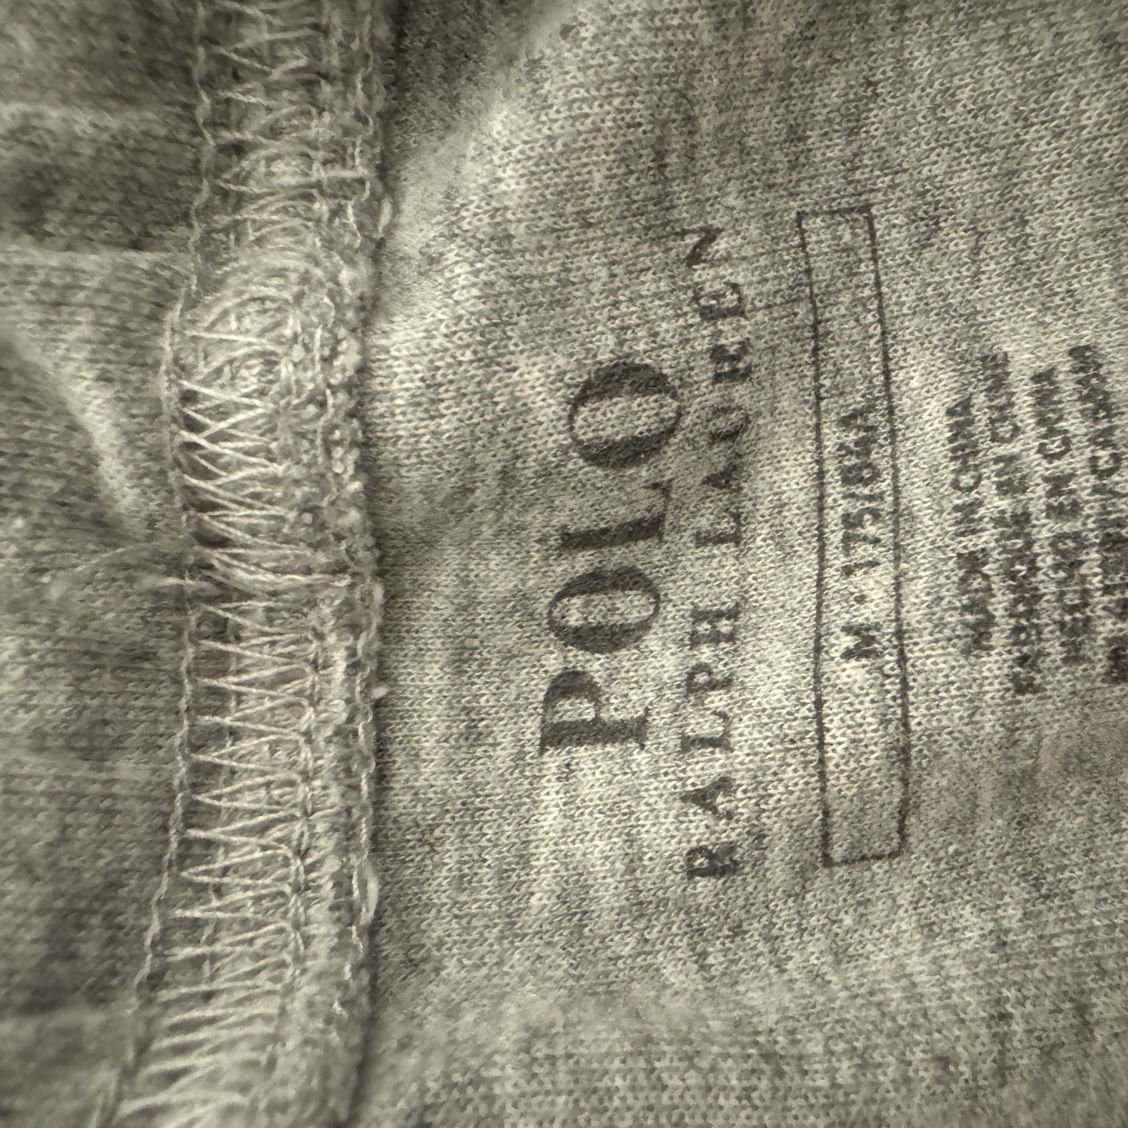 POLO
RALPH LAUREN
M • 175/84A
MADE IN CHINA
FABRIQUÉ EN CHINE
HECHO EN CHINA